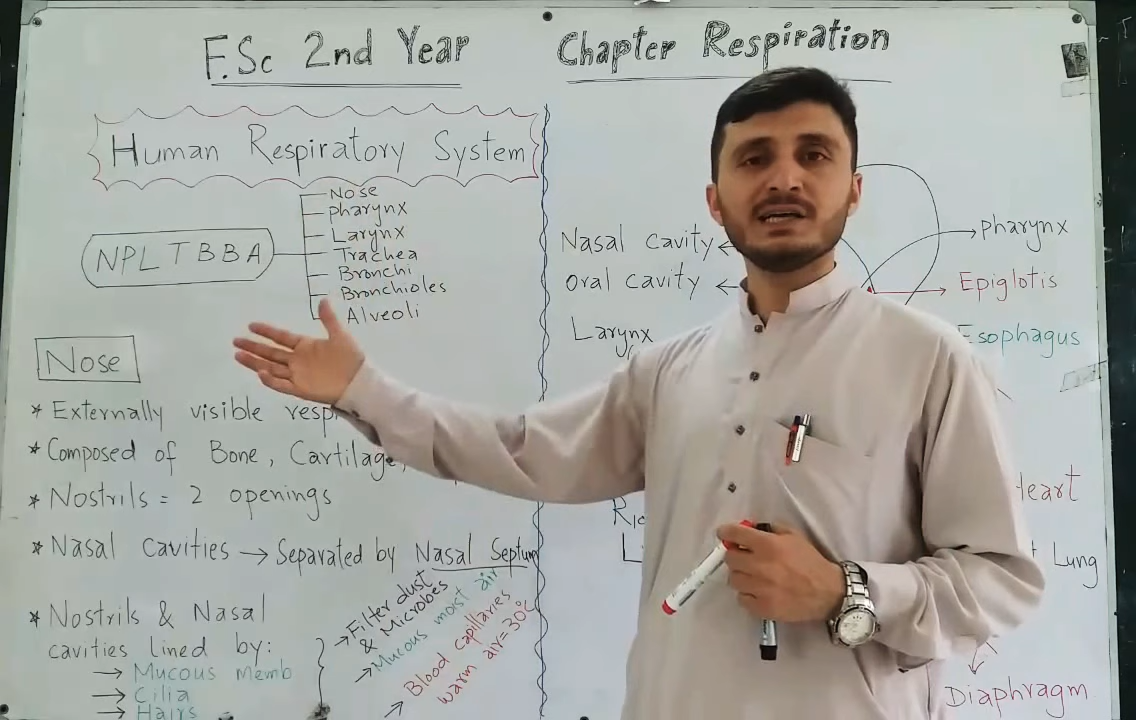 F.Sc 2nd Year
Chapter Respiration
Human Respiratory System
NPLTBBA
Nose
Pharynx
Larynx
Trachea
Bronchi
Bronchioles
Alveoli
Nose
* Externally visible resp
* Composed of Bone, Cartilage,
* Nostrils = 2 openings
* Nasal Cavities → Separated by Nasal Septum
* Nostrils & Nasal
cavities lined by:
→ Mucous Memb
→ Cilia
→ Hairs
→ Filter dust
& Microbes
→ Mucous most air
→ Blood capillaries
warm air=30°C
Nasal cavity
Oral cavity
Larynx
Pharynx
Epiglotis
Esophagus
Heart
Lung
Diaphragm